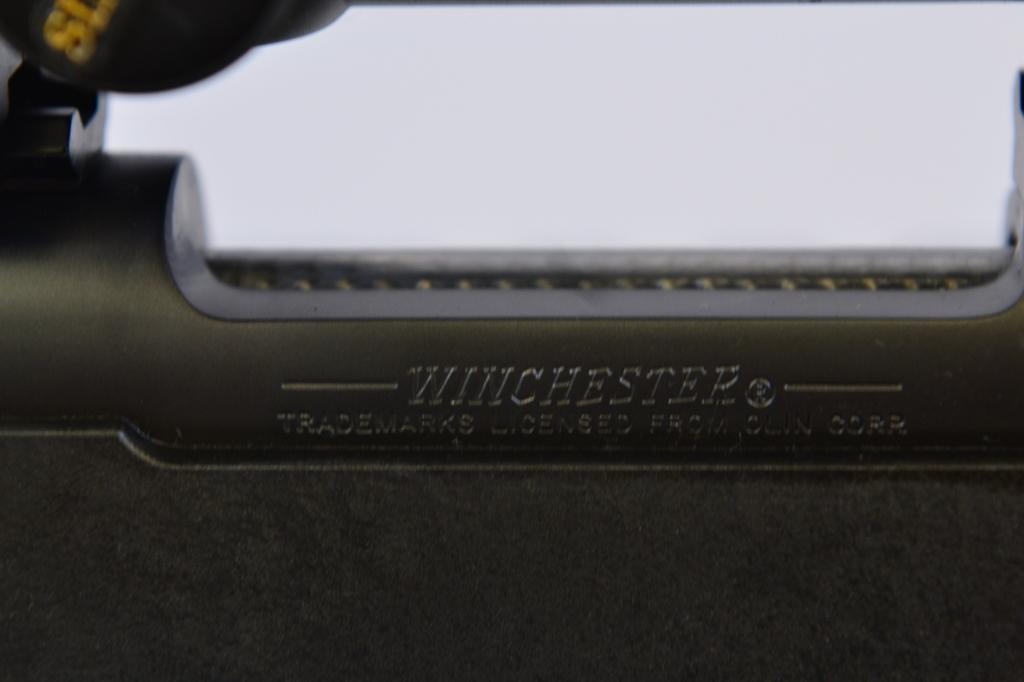 WINCHESTER®
TRADEMARKS LICENSED FROM OLIN CORP.